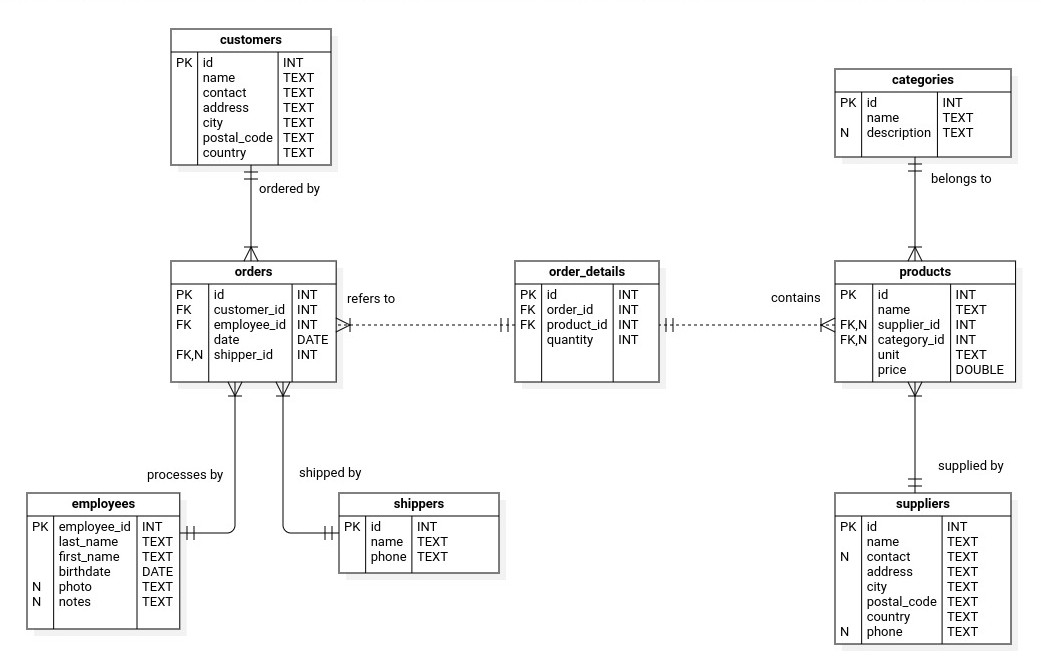 customers
PK id INT
name TEXT
contact TEXT
address TEXT
city TEXT
postal_code TEXT
country TEXT
ordered by
categories
PK id INT
name TEXT
N description TEXT
belongs to
orders
PK id INT
FK customer_id INT
FK employee_id INT
date DATE
FK,N shipper_id INT
refers to
order_details
PK id INT
FK order_id INT
FK product_id INT
quantity INT
contains
products
PK id INT
name TEXT
FK,N supplier_id INT
FK,N category_id INT
unit TEXT
price DOUBLE
processes by
shipped by
supplied by
employees
PK employee_id INT
last_name TEXT
first_name TEXT
birthdate DATE
N photo TEXT
N notes TEXT
shippers
PK id INT
name TEXT
phone TEXT
suppliers
PK id INT
name TEXT
N contact TEXT
address TEXT
city TEXT
postal_code TEXT
country TEXT
N phone TEXT